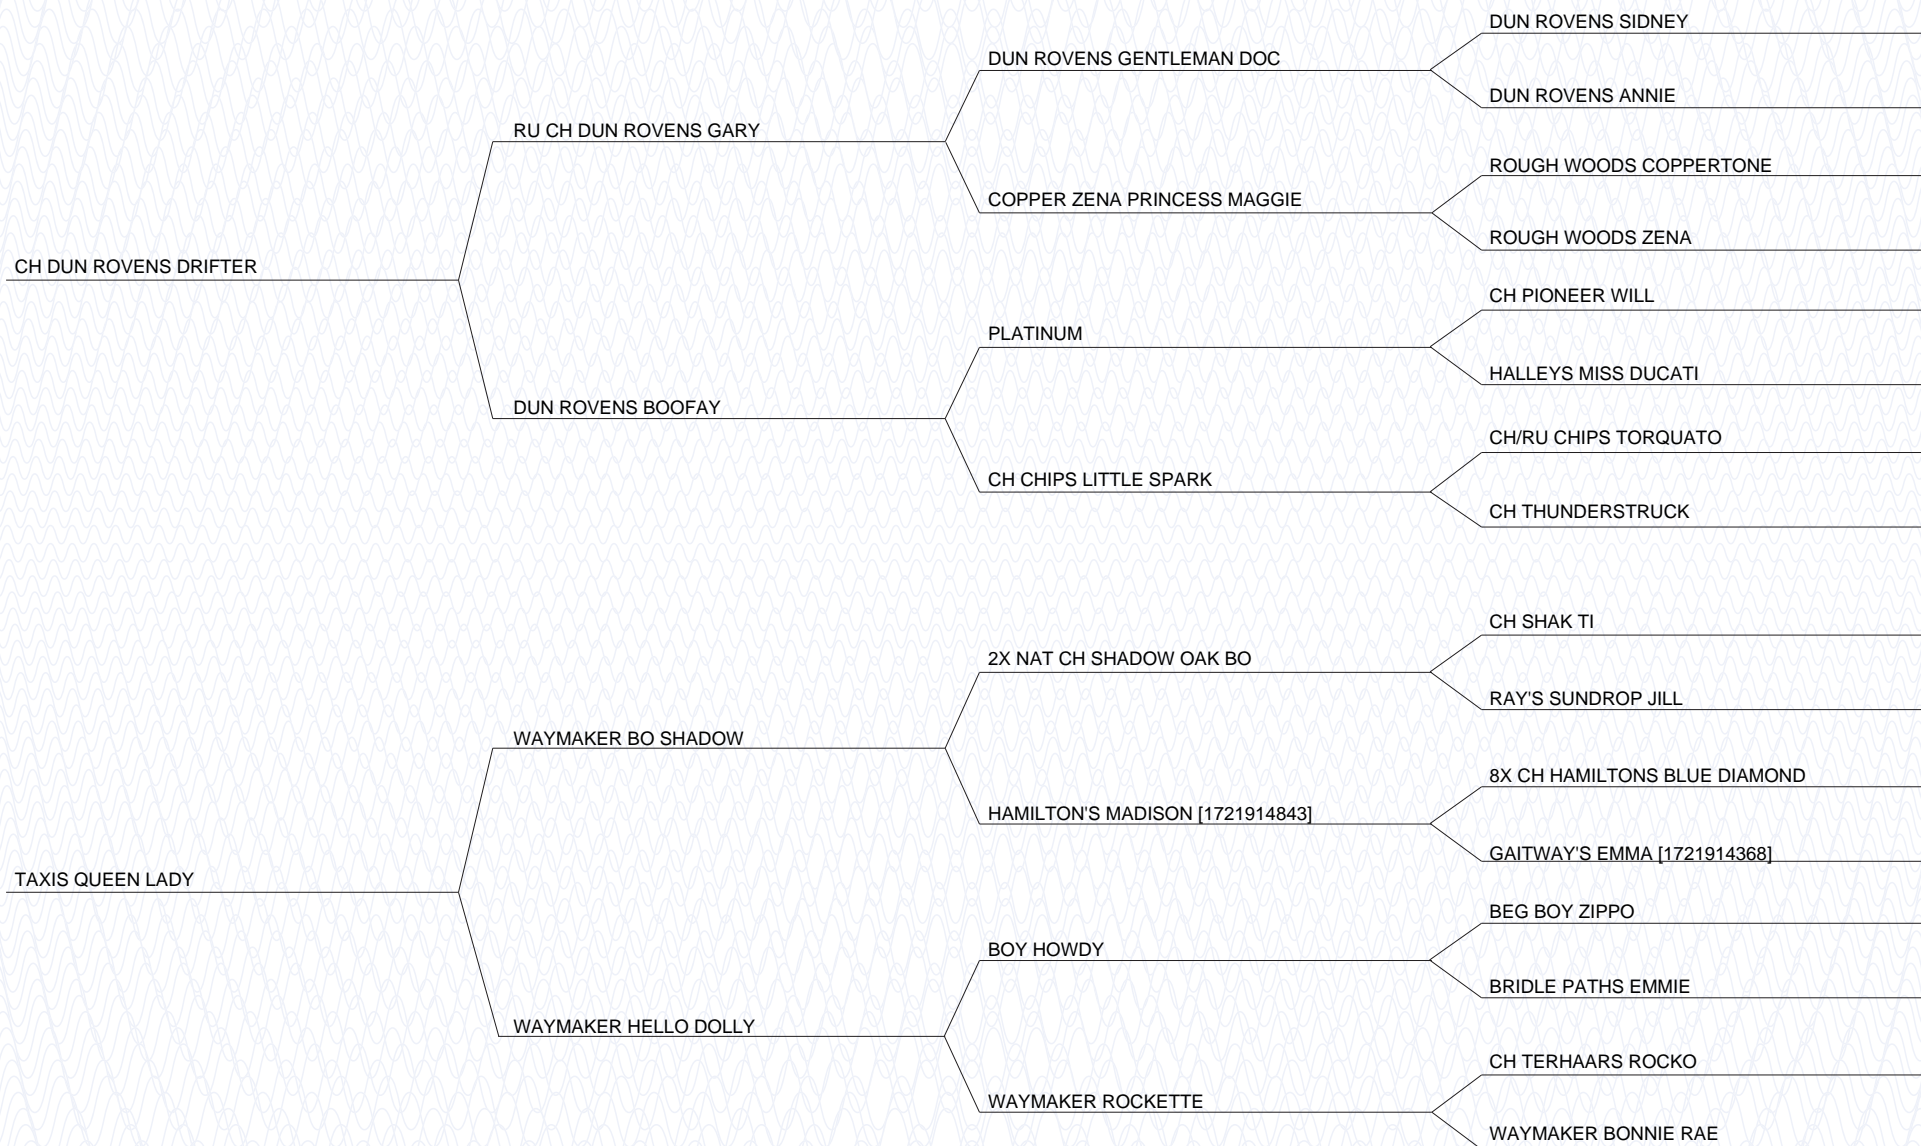 DUN ROVENS SIDNEY
DUN ROVENS GENTLEMAN DOC
DUN ROVENS ANNIE
RU CH DUN ROVENS GARY
ROUGH WOODS COPPERTONE
COPPER ZENA PRINCESS MAGGIE
ROUGH WOODS ZENA
CH DUN ROVENS DRIFTER
CH PIONEER WILL
PLATINUM
HALLEYS MISS DUCATI
DUN ROVENS BOOFAY
CH/RU CHIPS TORQUATO
CH CHIPS LITTLE SPARK
CH THUNDERSTRUCK
CH SHAK TI
2X NAT CH SHADOW OAK BO
RAY'S SUNDROP JILL
WAYMAKER BO SHADOW
8X CH HAMILTONS BLUE DIAMOND
HAMILTON'S MADISON [1721914843]
GAITWAY'S EMMA [1721914368]
TAXIS QUEEN LADY
BEG BOY ZIPPO
BOY HOWDY
BRIDLE PATHS EMMIE
WAYMAKER HELLO DOLLY
CH TERHAARS ROCKO
WAYMAKER ROCKETTE
WAYMAKER BONNIE RAE